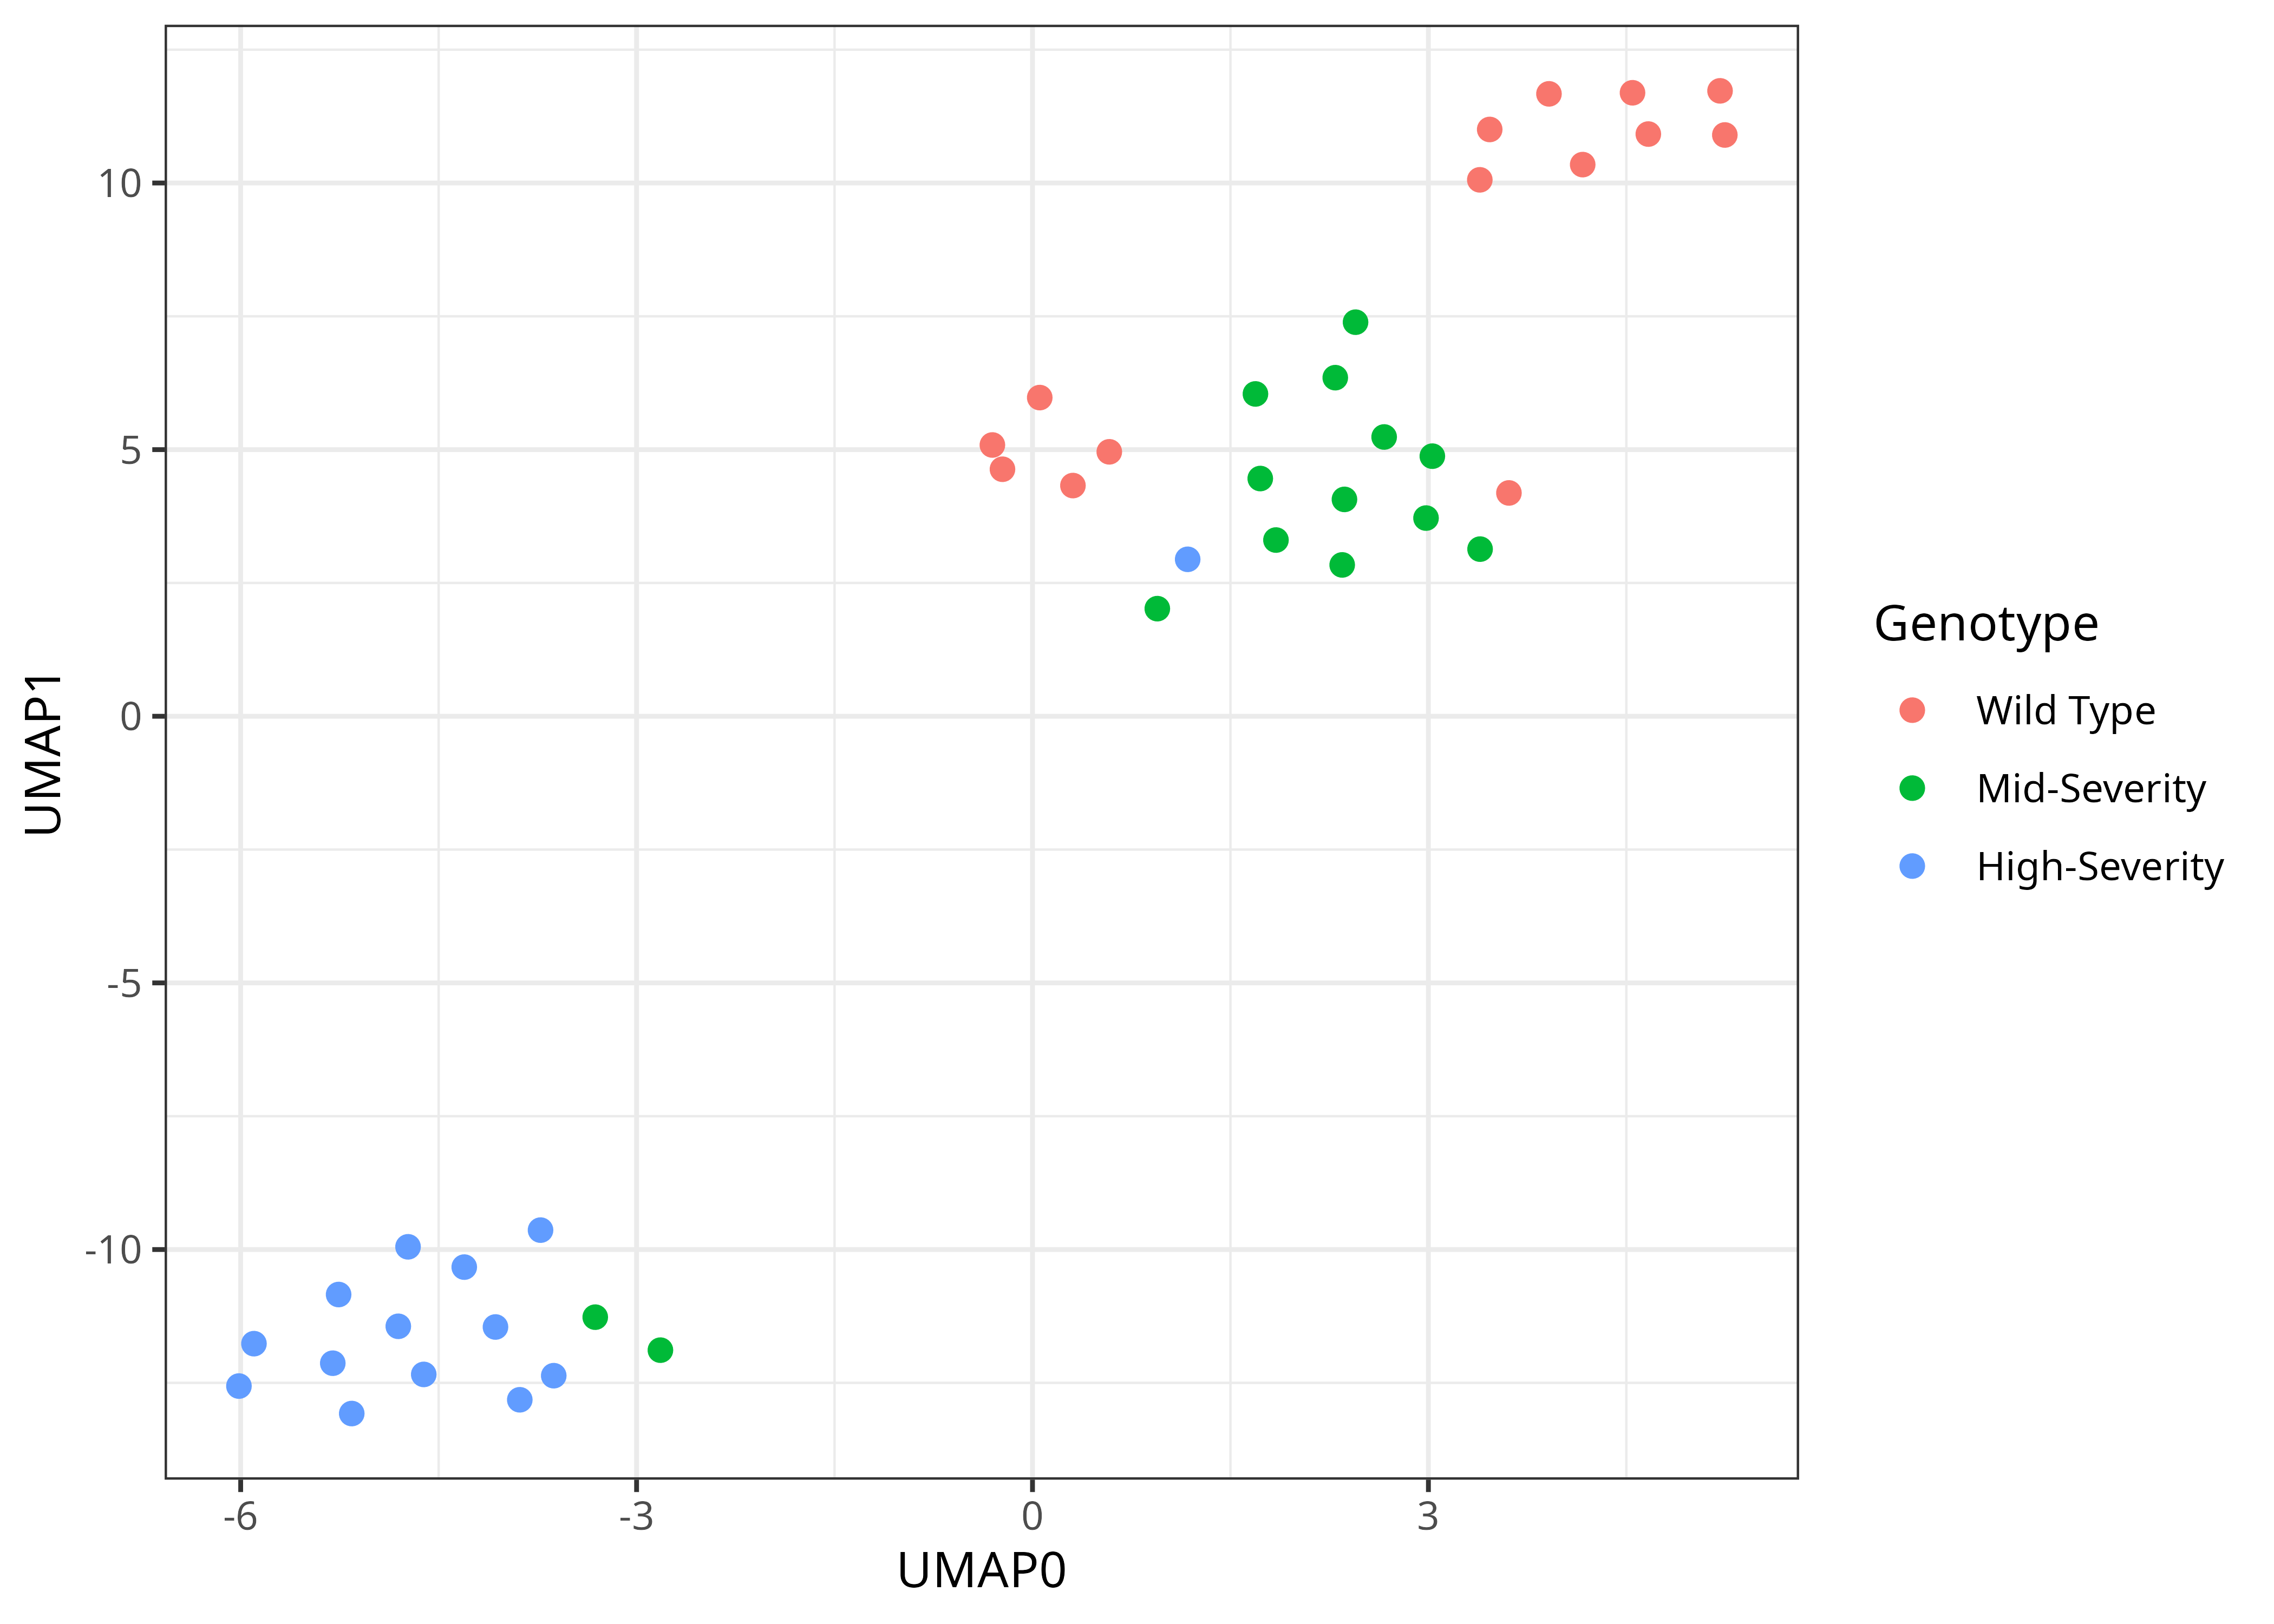 10
5
0
-5
-10
UMAP1
-6 -3 0 3
UMAP0
Genotype
Wild Type
Mid-Severity
High-Severity